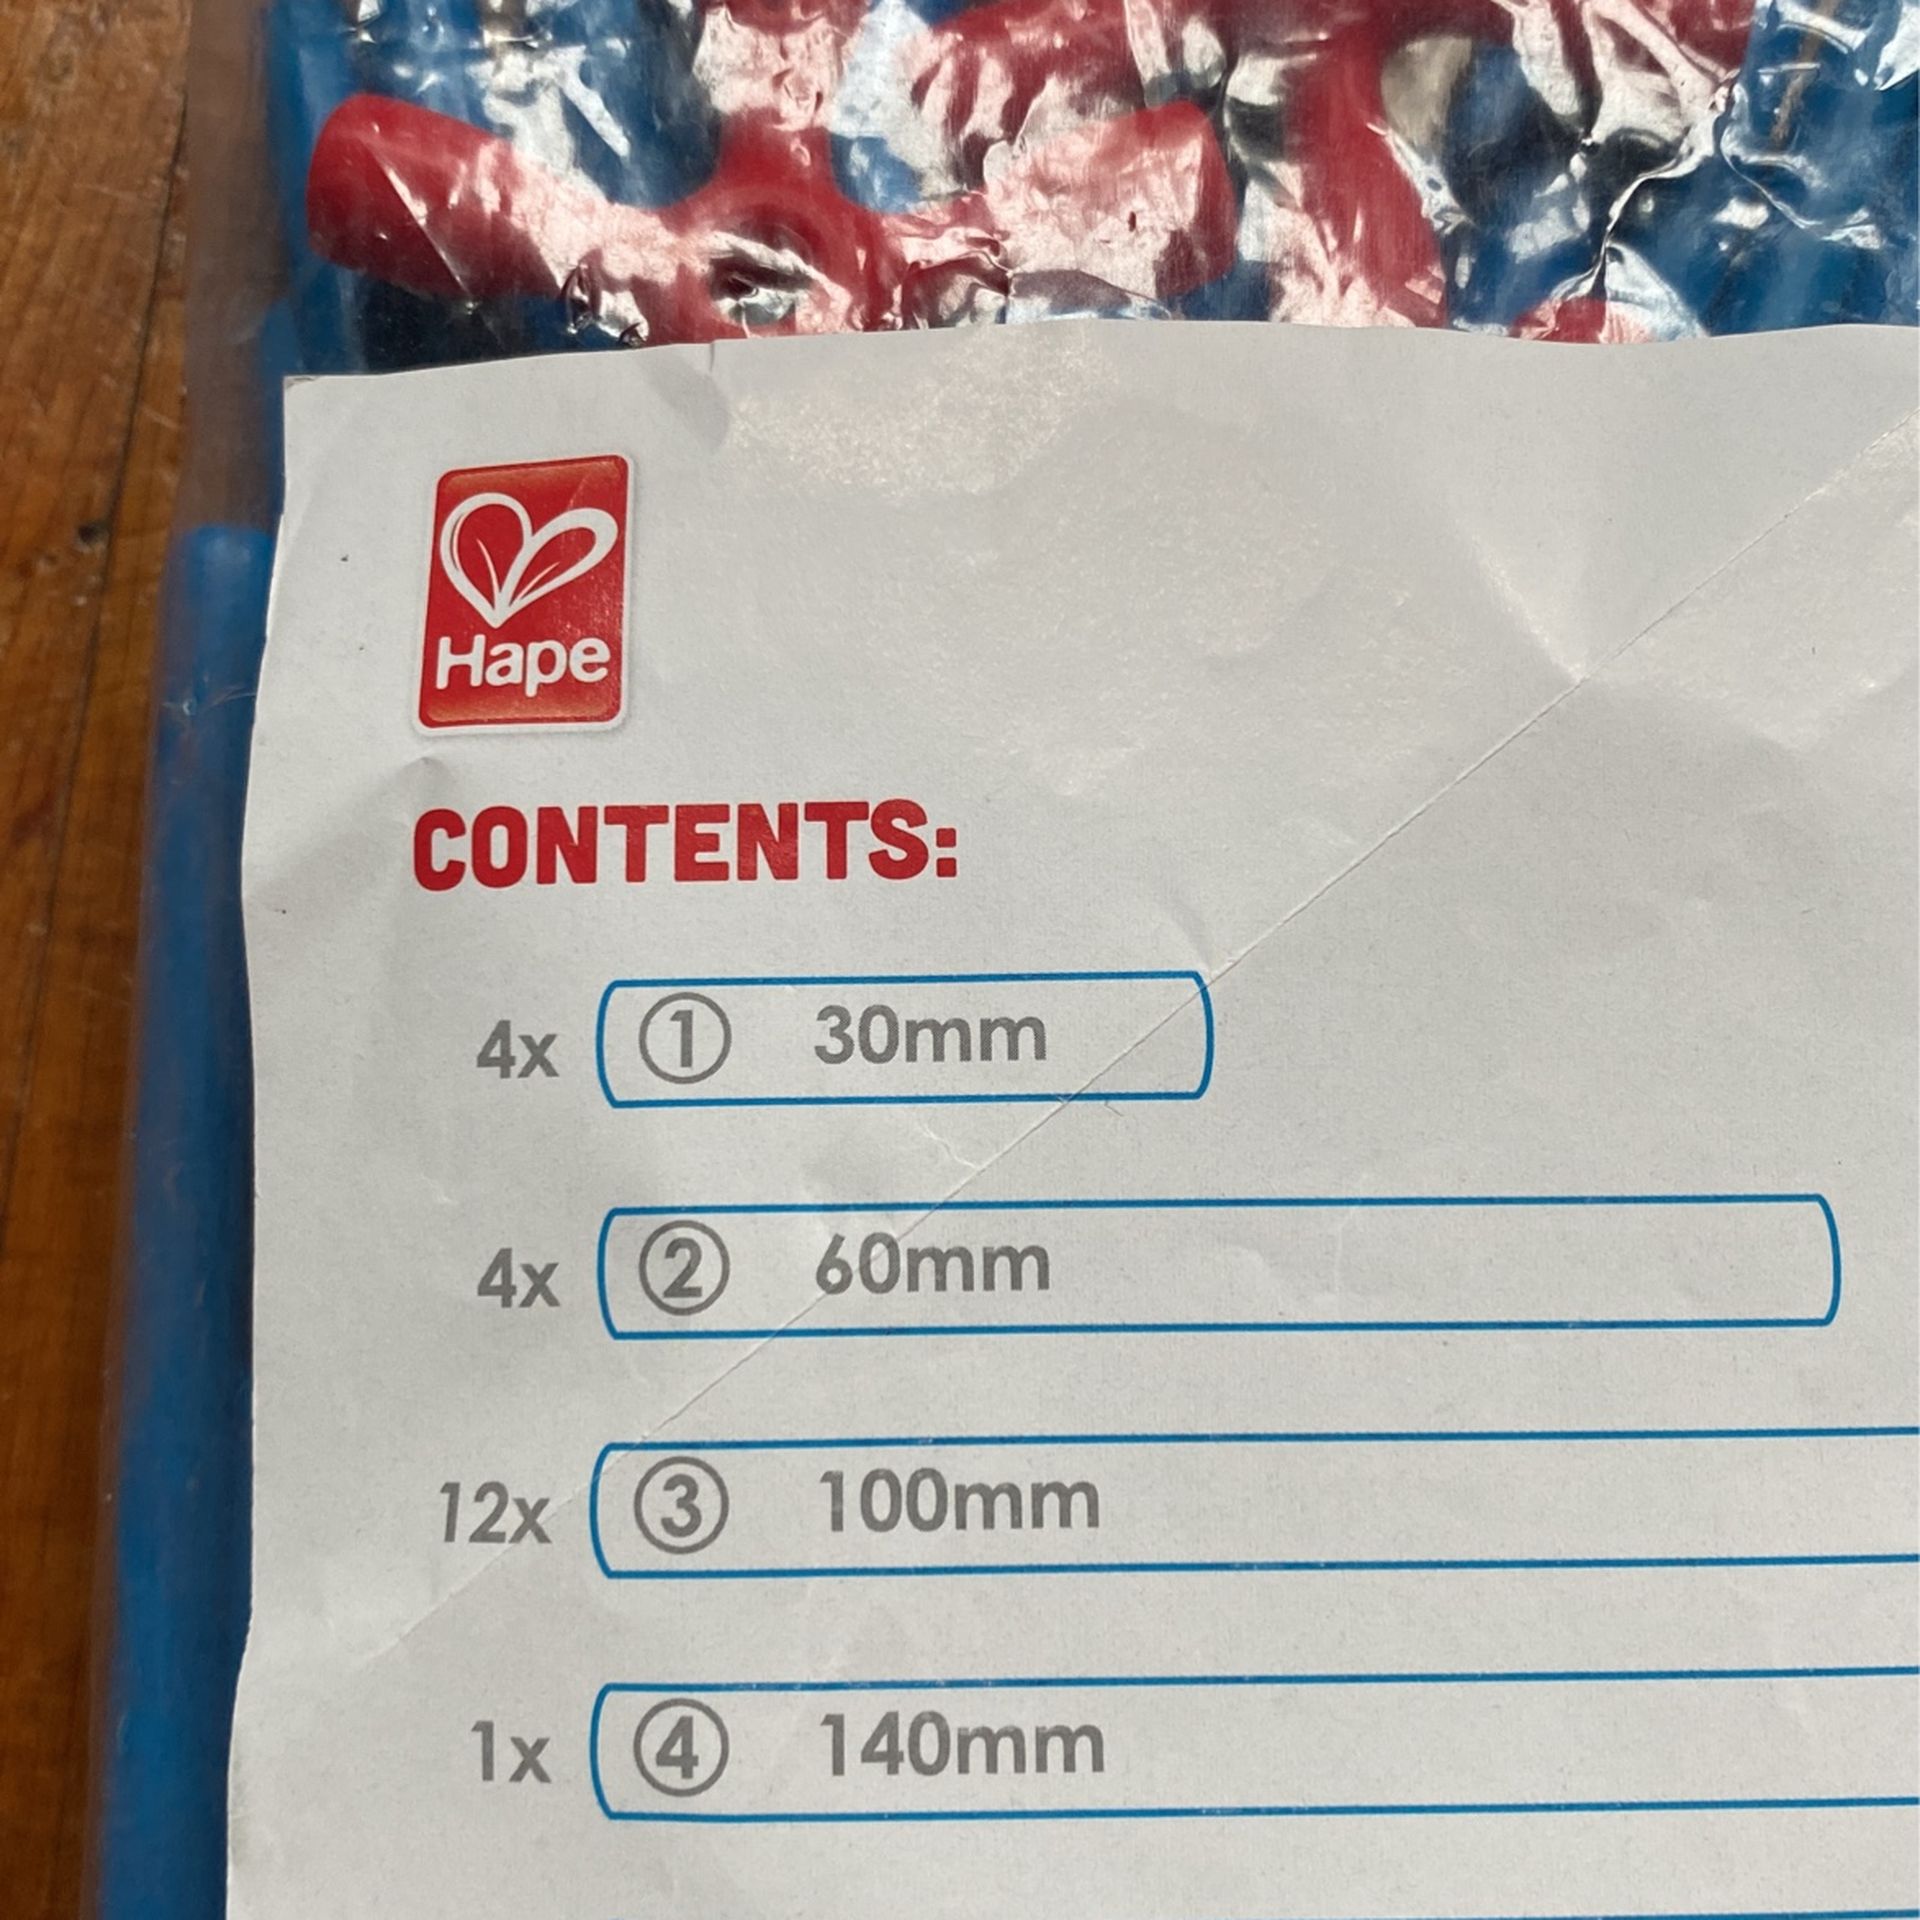 Hape
CONTENTS:
4x ① 30mm
4x ② 60mm
12x ③ 100mm
1x ④ 140mm